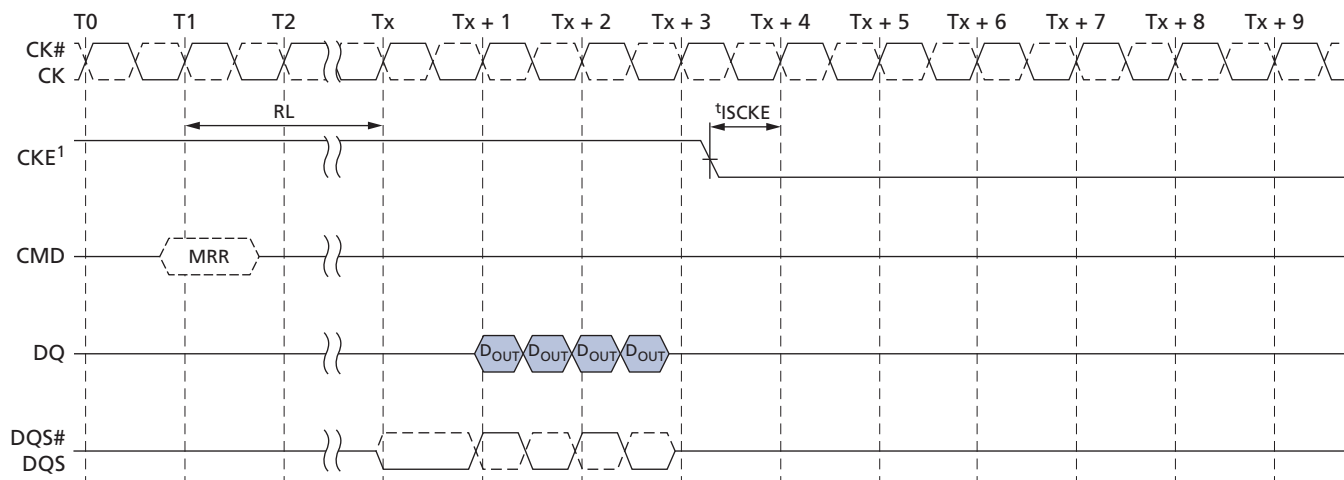 T0 T1 T2 Tx Tx + 1 Tx + 2 Tx + 3 Tx + 4 Tx + 5 Tx + 6 Tx + 7 Tx + 8 Tx + 9
CK#
CK
RL
tISCKE
CKE1
CMD
MRR
DQ
DOUT DOUT DOUT DOUT
DQS#
DQS